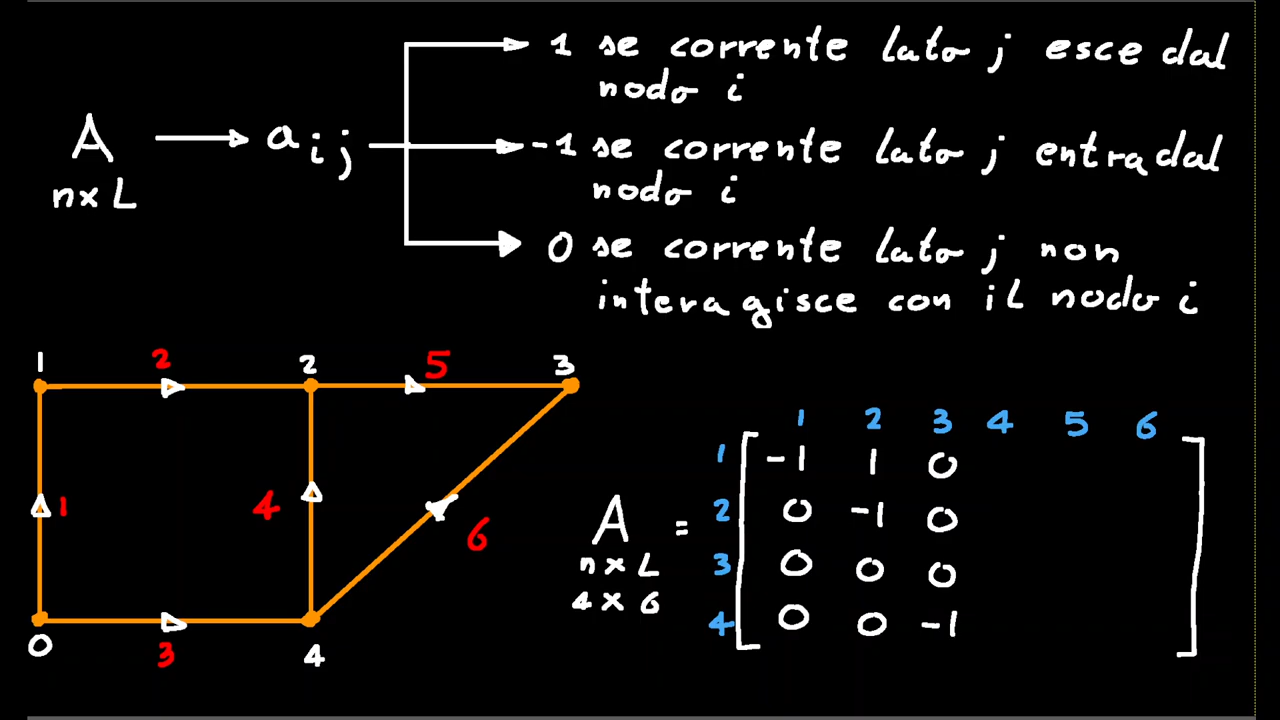 1 se corrente lato j esce dal
nodo i
A → aij
-1 se corrente lato j entra dal
nodo i
n x L
0 se corrente lato j non
interagisce con iL nodo i
1 2 2 5 3
1 4 6
0 3 4
1 2 3 4 5 6
1 -1 1 0
2 0 -1 0
A =
n x L
3 0 0 0
4 x 6
4 0 0 -1